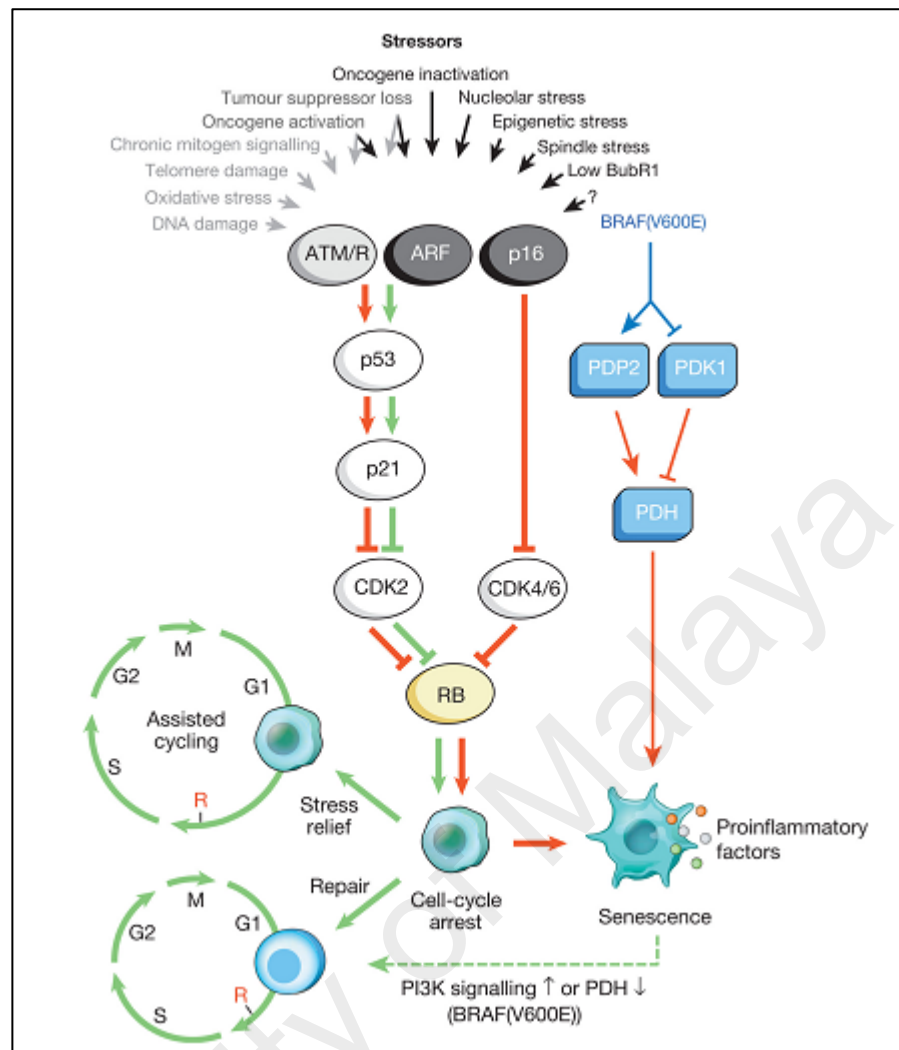 Stressors
Oncogene inactivation
Tumour suppressor loss
Nucleolar stress
Oncogene activation
Epigenetic stress
Chronic mitogen signalling
Spindle stress
Telomere damage
Low BubR1
Oxidative stress
?
DNA damage
BRAF(V600E)
ATM/R
ARF
p16
p53
PDP2
PDK1
p21
PDH
CDK2
CDK4/6
RB
M
G2
G1
Assisted
cycling
S
R
Stress
relief
Repair
Cell-cycle
arrest
Proinflammatory
factors
Senescence
M
G2
G1
R
S
PI3K signalling ↑ or PDH ↓
(BRAF(V600E))
ity of Malaya